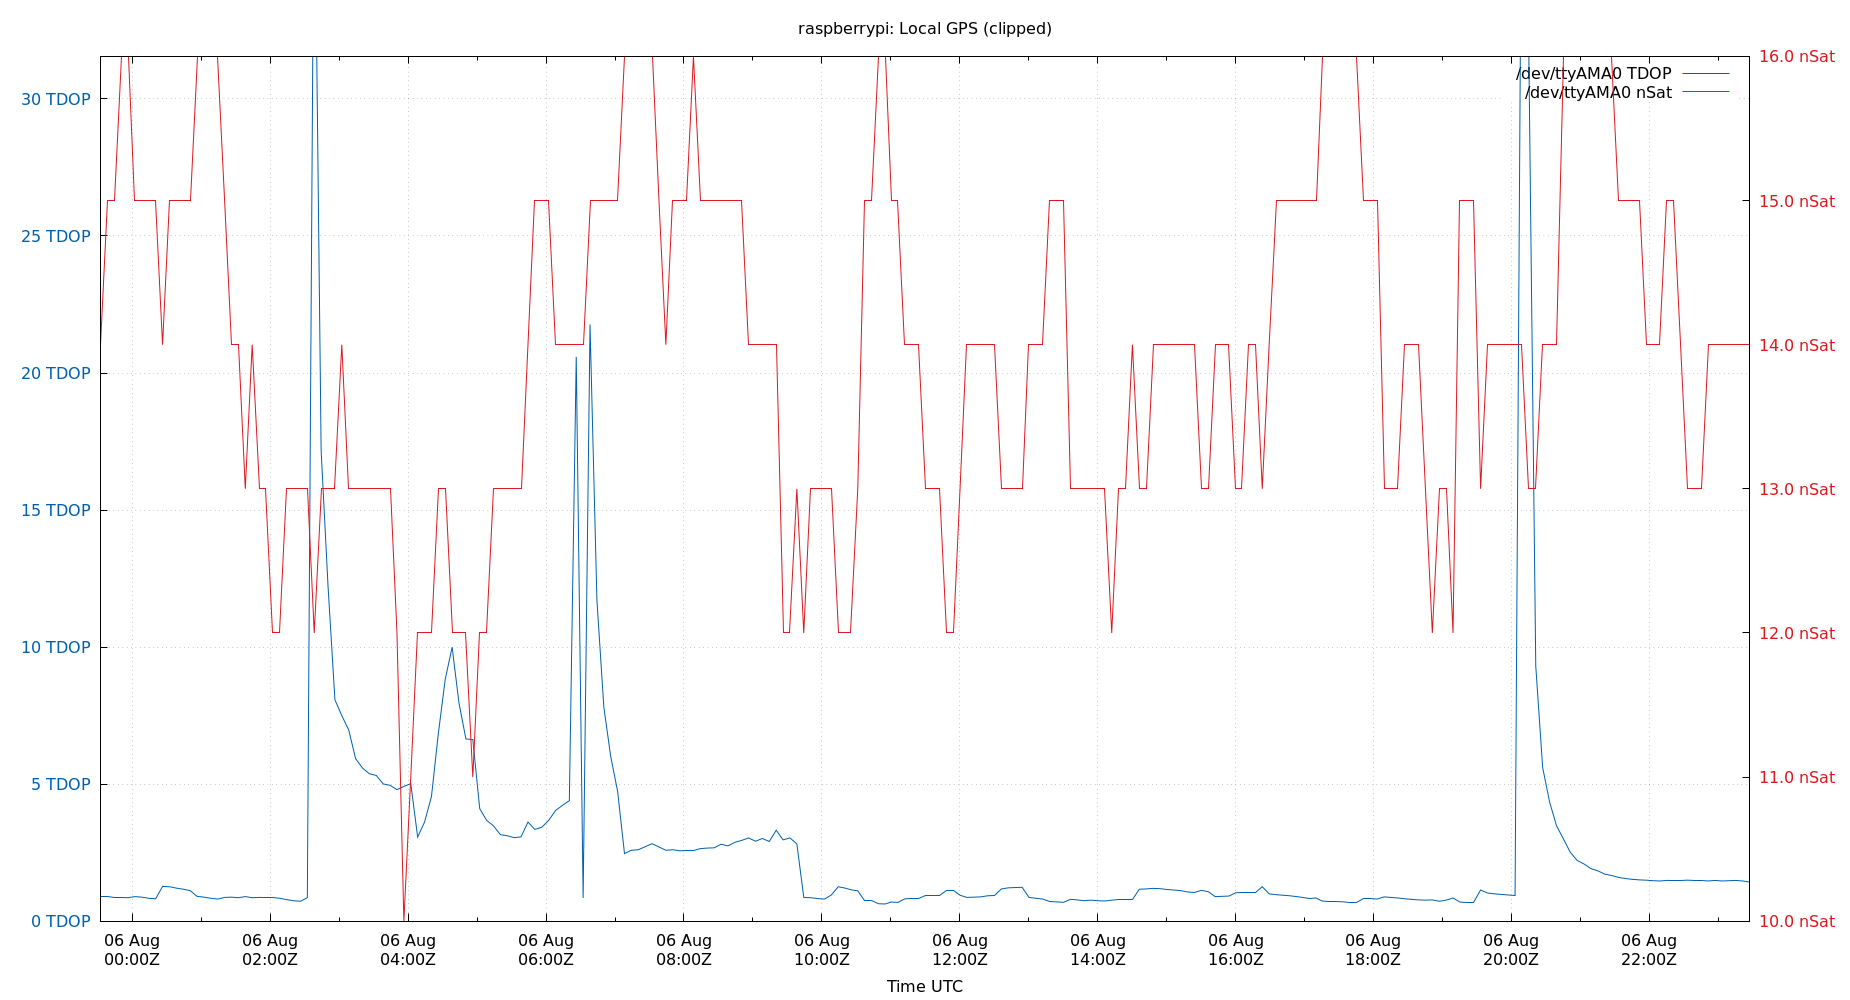 raspberrypi: Local GPS (clipped)
/dev/ttyAMA0 TDOP
/dev/ttyAMA0 nSat
30 TDOP
25 TDOP
20 TDOP
15 TDOP
10 TDOP
5 TDOP
0 TDOP
16.0 nSat
15.0 nSat
14.0 nSat
13.0 nSat
12.0 nSat
11.0 nSat
10.0 nSat
06 Aug 06 Aug 06 Aug 06 Aug 06 Aug 06 Aug 06 Aug 06 Aug 06 Aug 06 Aug 06 Aug 06 Aug
00:00Z 02:00Z 04:00Z 06:00Z 08:00Z 10:00Z 12:00Z 14:00Z 16:00Z 18:00Z 20:00Z 22:00Z
Time UTC